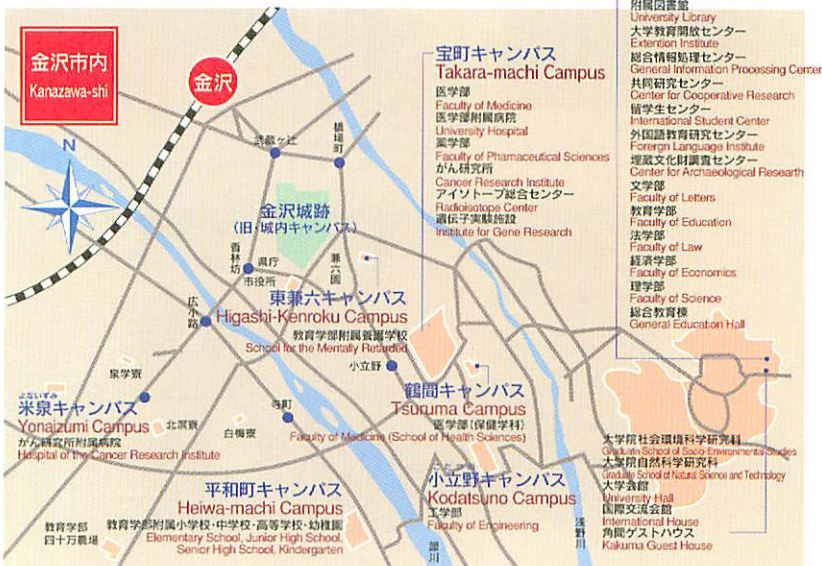 金沢市内
Kanazawa-shi
金沢
N
武蔵ヶ辻
橋場町
金沢城跡
(旧・城内キャンパス)
香林坊
県庁
市役所
兼六園
広小路
東兼六キャンパス
Higashi-Kenroku Campus
教育学部附属養護学校
School for the Mentally Retarded
小立野
泉学寮
よないずみ
米泉キャンパス
Yonaizumi Campus
がん研究所附属病院
Hospital of the Cancer Research Institute
北溟寮
白梅寮
寺町
鶴間キャンパス
Tsuruma Campus
医学部(保健学科)
Faculty of Medicine (School of Health Sciences)
平和町キャンパス
Heiwa-machi Campus
教育学部附属小学校・中学校・高等学校・幼稚園
Elementary School, Junior High School,
Senior High School, Kindergarten
教育学部
四十万農場
小立野キャンパス
Kodatsuno Campus
工学部
Faculty of Engineering
犀川
浅野川
宝町キャンパス
Takara-machi Campus
医学部
Faculty of Medicine
医学部附属病院
University Hospital
薬学部
Faculty of Phamaceutical Sciences
がん研究所
Cancer Research Institute
アイソトープ総合センター
Radioisotope Center
遺伝子実験施設
Institute for Gene Research
附属図書館
University Library
大学教育開放センター
Extention Institute
総合情報処理センター
General Information Processing Center
共同研究センター
Center for Cooperative Research
留学生センター
International Student Center
外国語教育研究センター
Forergn Language Institute
埋蔵文化財調査センター
Center for Archaeological Researth
文学部
Faculty of Letters
教育学部
Faculty of Education
法学部
Faculty of Law
経済学部
Faculty of Economics
理学部
Faculty of Science
総合教育棟
General Education Hall
大学院社会環境科学研究科
Graduate School of Socio-Environmental Studies
大学院自然科学研究科
Graduate School of Natural Science and Technology
大学会館
University Hall
国際交流会館
International House
角間ゲストハウス
Kakuma Guest House